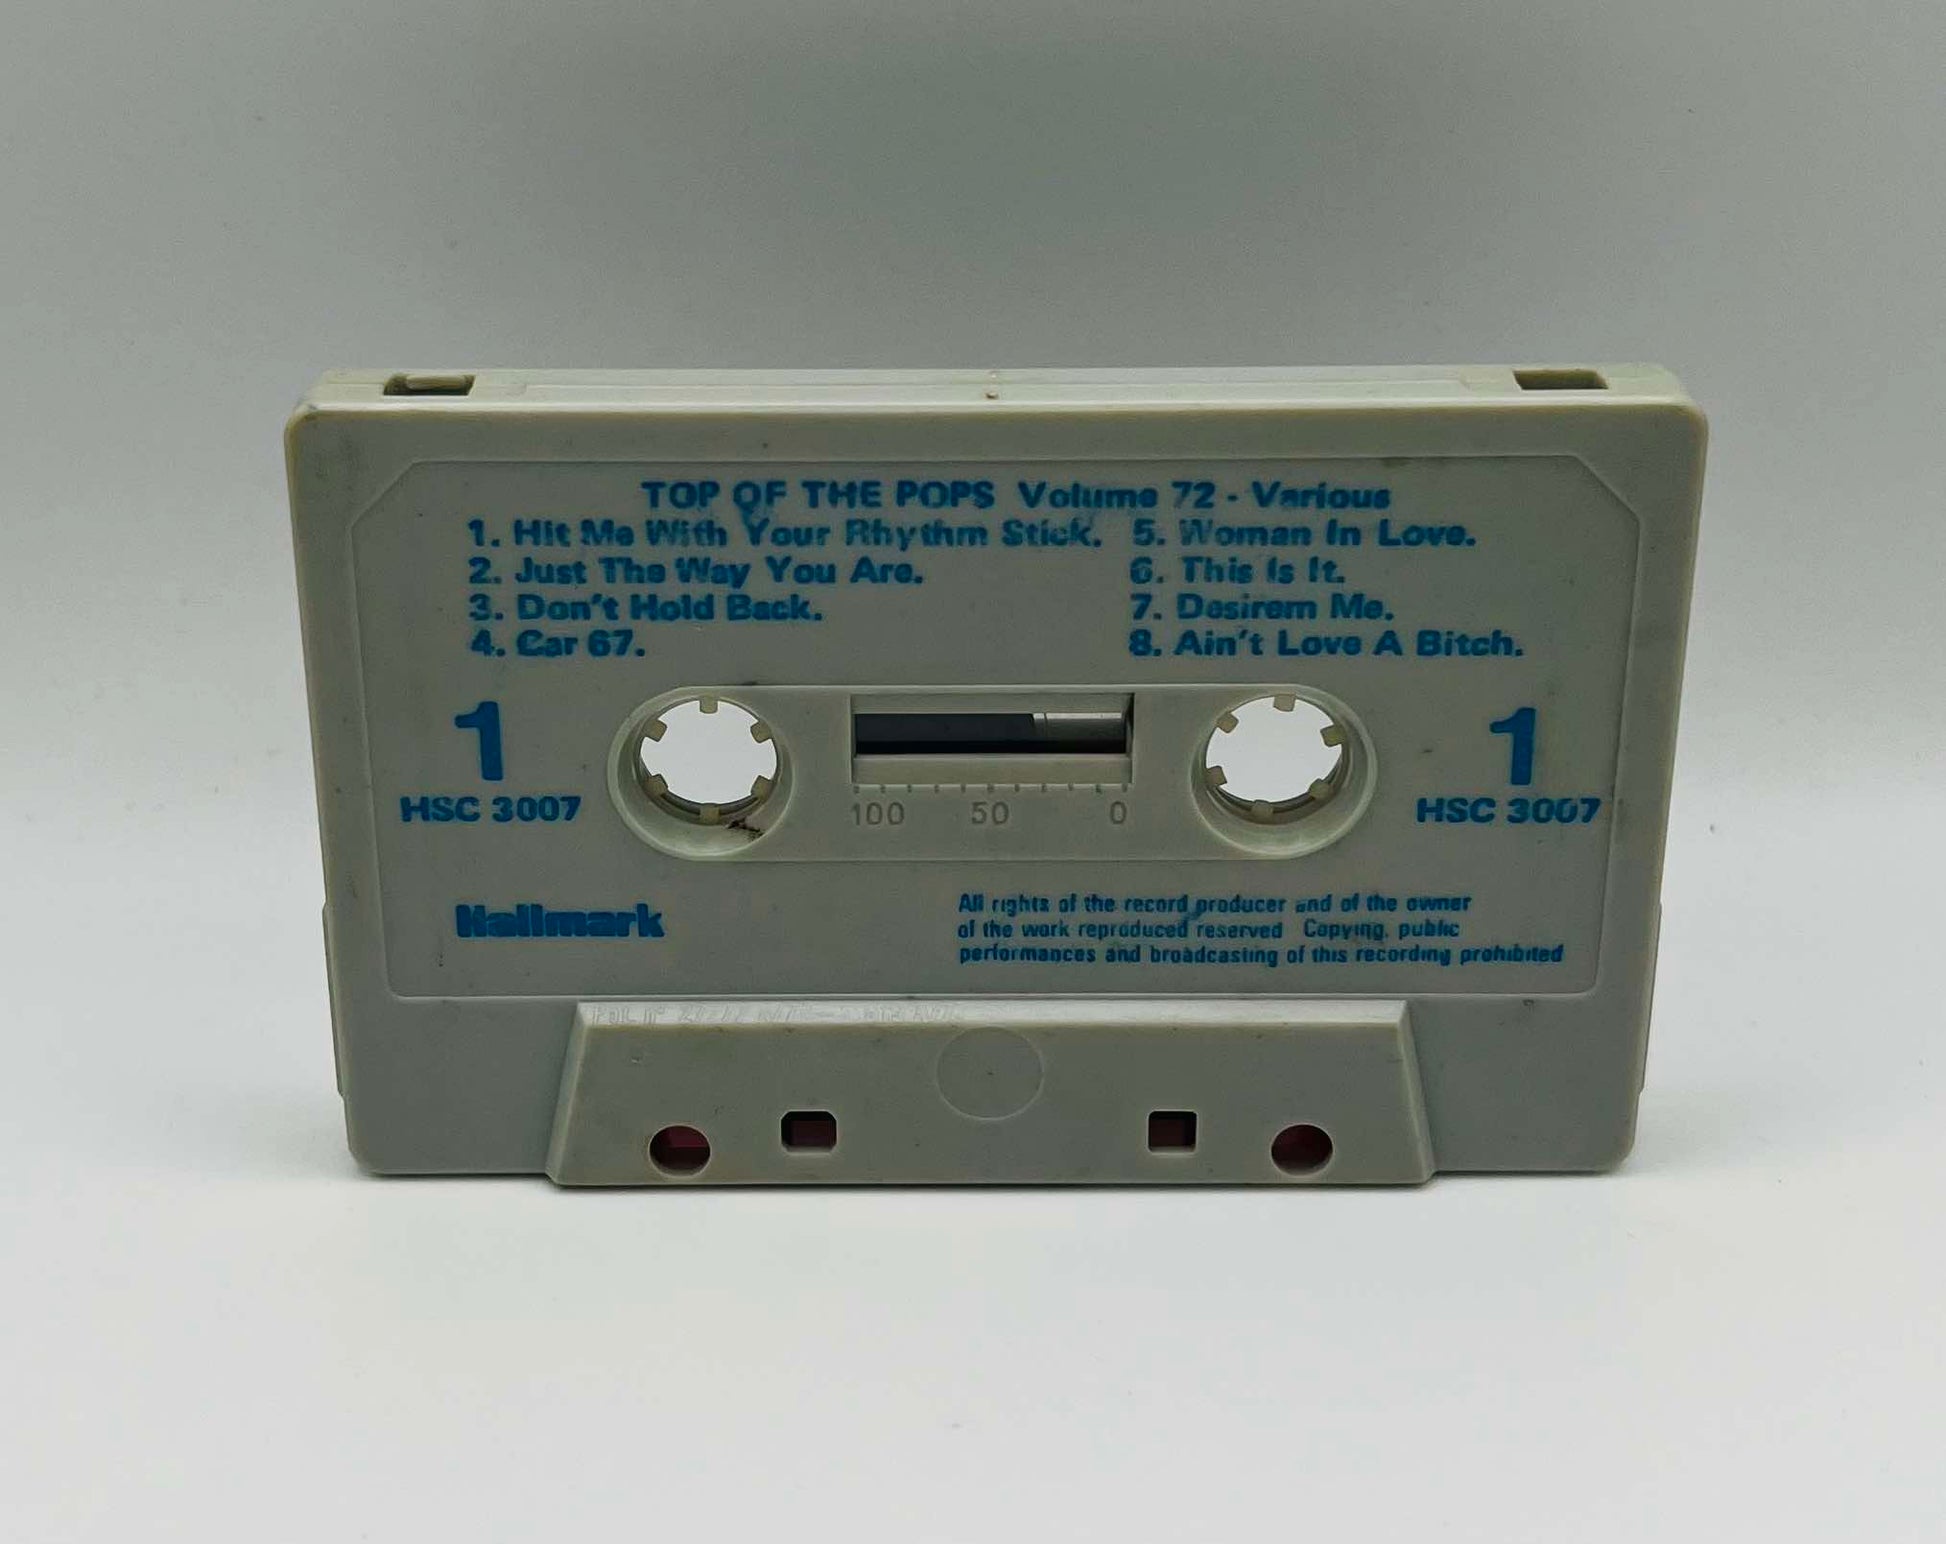 TOP OF THE POPS Volume 72 - Various
1. Hit Me With Your Rhythm Stick.
2. Just The Way You Are.
3. Don't Hold Back.
4. Car 67.
5. Woman In Love.
6. This Is It.
7. Desirem Me.
8. Ain't Love A Bitch.
1
HSC 3007
100 50 0
1
HSC 3007
Hallmark
All rights of the record producer and of the owner
of the work reproduced reserved Copying, public
performances and broadcasting of this recording prohibited